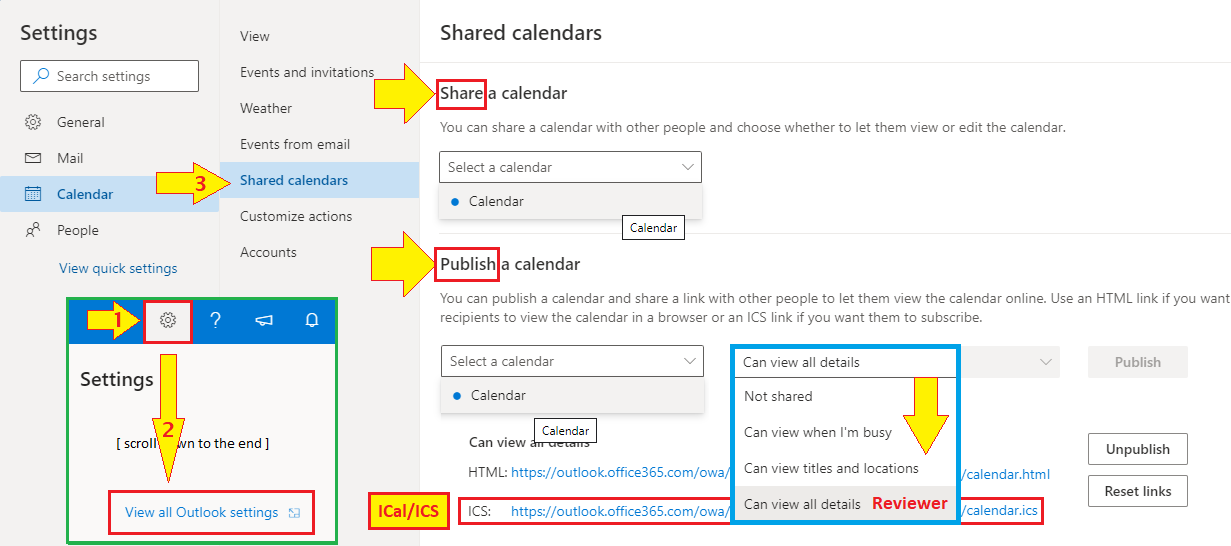 Settings
Search settings
General
Mail
Calendar
People
View quick settings
1
?
Settings
2
[ scroll down to the end ]
View all Outlook settings
View
Events and invitations
Weather
Events from email
3
Shared calendars
Customize actions
Accounts
Shared calendars
Share a calendar
You can share a calendar with other people and choose whether to let them view or edit the calendar.
Select a calendar
Calendar
Calendar
Publish a calendar
You can publish a calendar and share a link with other people to let them view the calendar online. Use an HTML link if you want
recipients to view the calendar in a browser or an ICS link if you want them to subscribe.
Select a calendar
Calendar
Calendar
Can view all details
Not shared
Can view when I'm busy
Can view titles and locations
Can view all details Reviewer
Publish
Can view all details
HTML: https://outlook.office365.com/owa/ /calendar.html
ICal/ICS
ICS: https://outlook.office365.com/owa/ /calendar.ics
Unpublish
Reset links